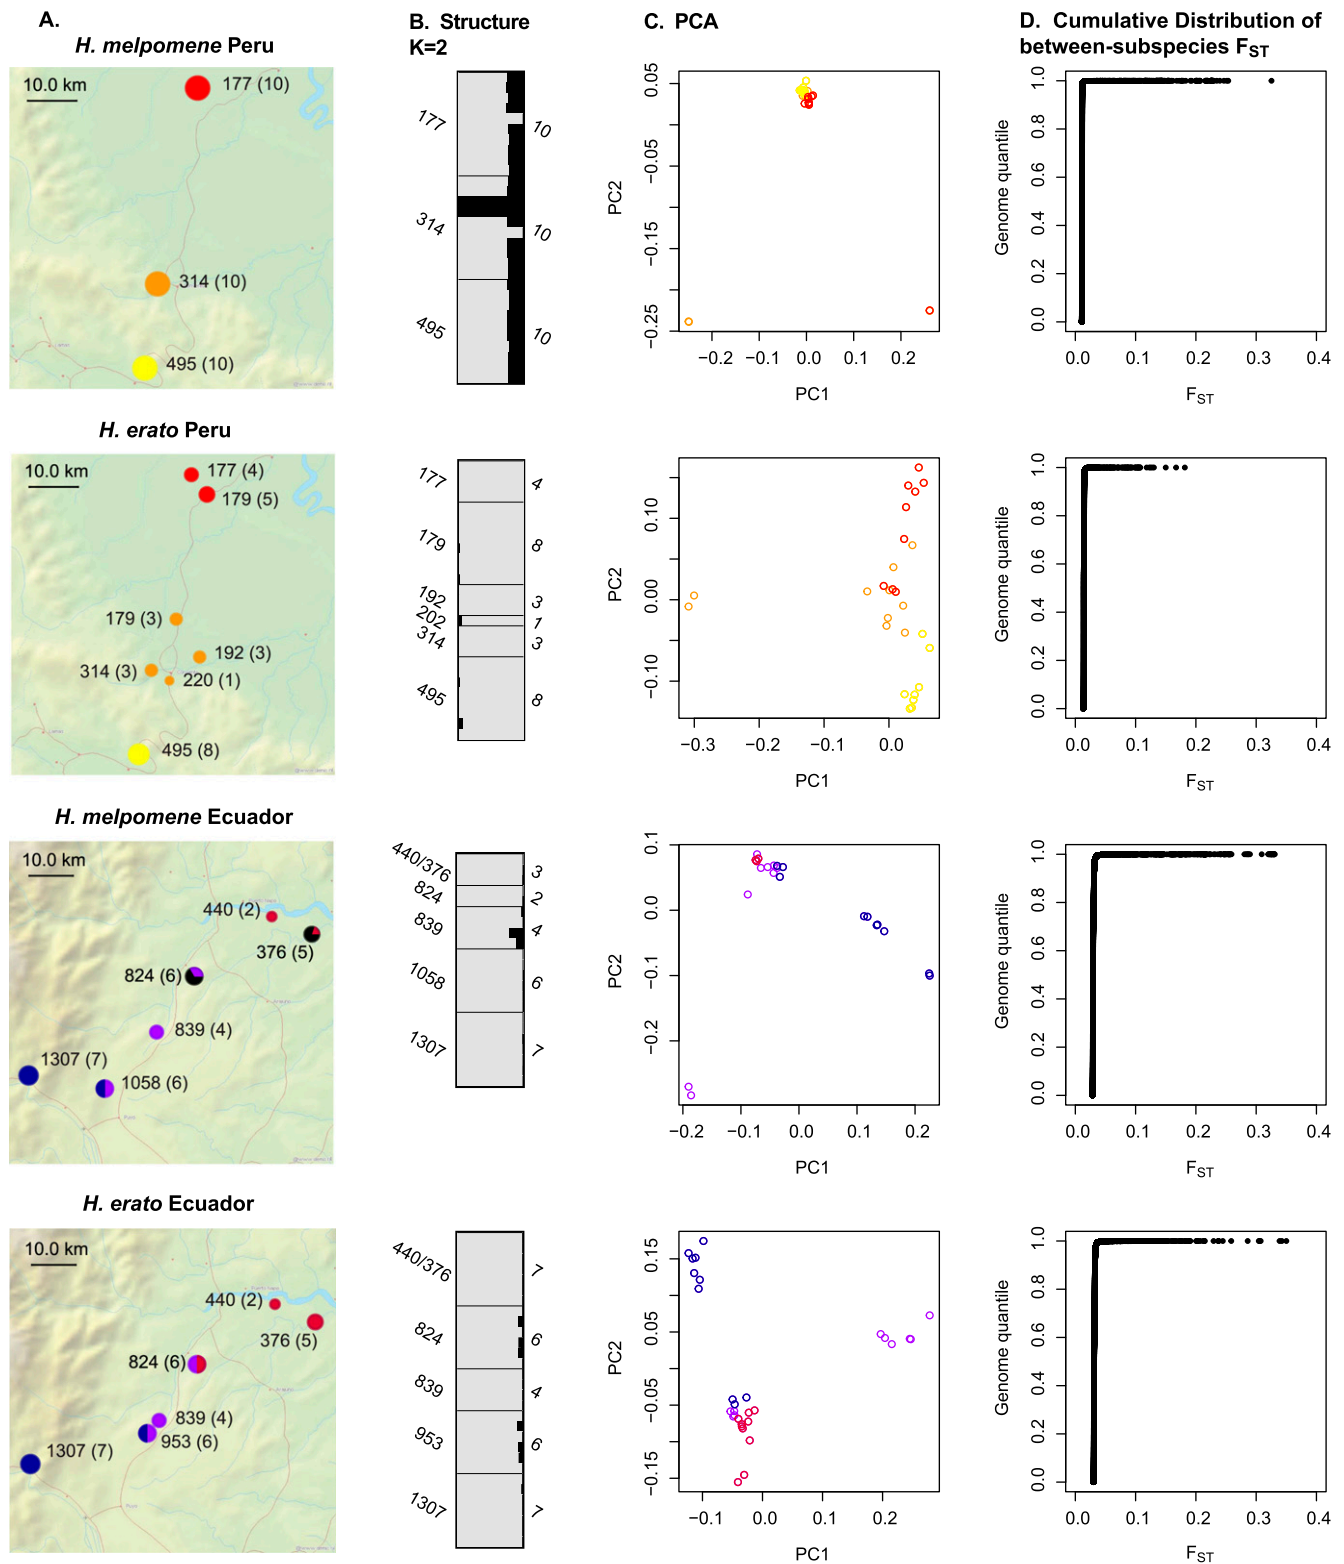 A.
H. melpomene Peru
B. Structure
K=2
C. PCA
D. Cumulative Distribution of
between-subspecies FST
10.0 km
177 (10)
314 (10)
495 (10)
177
314
495
10
10
10
0.05
−0.05
−0.15
−0.25
PC2
−0.2 −0.1 0.0 0.1 0.2
PC1
1.0
0.8
0.6
0.4
0.2
0.0
Genome quantile
0.0 0.1 0.2 0.3 0.4
FST
H. erato Peru
10.0 km
177 (4)
179 (5)
179 (3)
192 (3)
314 (3)
220 (1)
495 (8)
177
179
192
202
314
495
4
8
3
1
3
8
0.10
0.00
−0.10
PC2
−0.3 −0.2 −0.1 0.0
PC1
1.0
0.8
0.6
0.4
0.2
0.0
Genome quantile
0.0 0.1 0.2 0.3 0.4
FST
H. melpomene Ecuador
10.0 km
440 (2)
376 (5)
824 (6)
839 (4)
1307 (7)
1058 (6)
440/376
824
839
1058
1307
3
2
4
6
7
0.1
0.0
−0.1
−0.2
PC2
−0.2 −0.1 0.0 0.1 0.2
PC1
1.0
0.8
0.6
0.4
0.2
0.0
Genome quantile
0.0 0.1 0.2 0.3 0.4
FST
H. erato Ecuador
10.0 km
440 (2)
376 (5)
824 (6)
839 (4)
953 (6)
1307 (7)
440/376
824
839
953
1307
7
6
4
6
7
0.15
0.05
−0.05
−0.15
PC2
−0.1 0.0 0.1 0.2
PC1
1.0
0.8
0.6
0.4
0.2
0.0
Genome quantile
0.0 0.1 0.2 0.3 0.4
FST